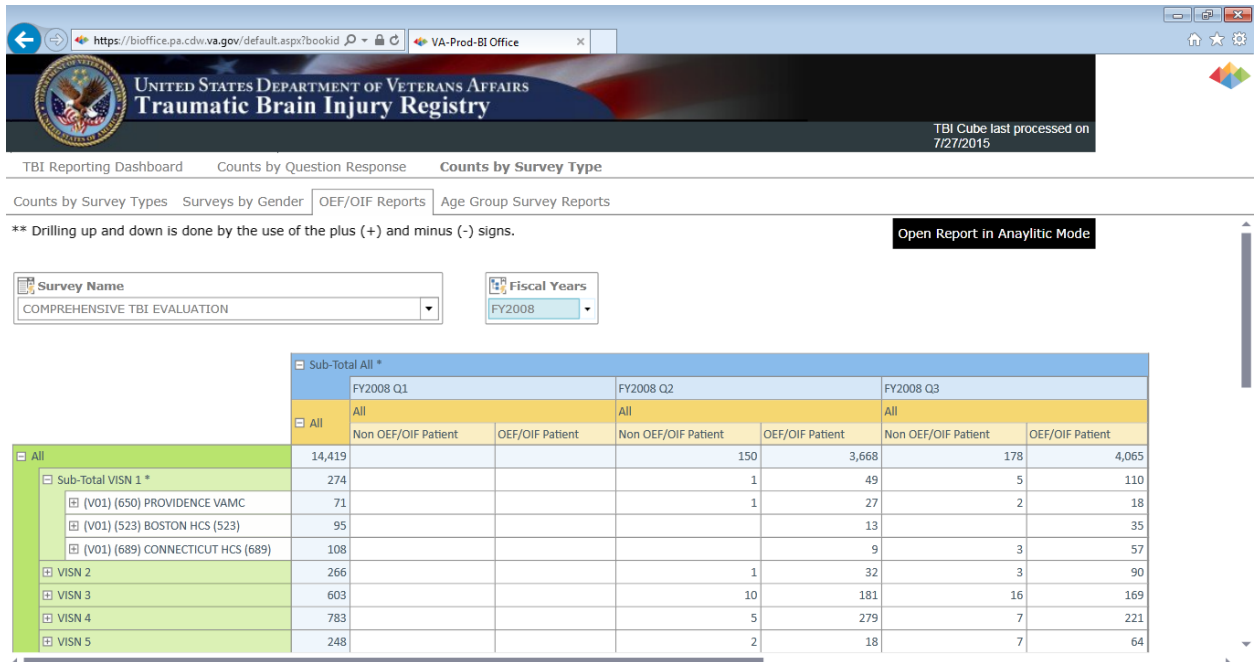 https://bioffice.pa.cdw.va.gov/default.aspx?bookid
VA-Prod-BI Office
UNITED STATES DEPARTMENT OF VETERANS AFFAIRS
Traumatic Brain Injury Registry
TBI Cube last processed on
7/27/2015
TBI Reporting Dashboard Counts by Question Response Counts by Survey Type
Counts by Survey Types Surveys by Gender OEF/OIF Reports Age Group Survey Reports
** Drilling up and down is done by the use of the plus (+) and minus (-) signs. Open Report in Anaylitic Mode
Survey Name Fiscal Years
COMPREHENSIVE TBI EVALUATION FY2008
Sub-Total All *
FY2008 Q1 FY2008 Q2 FY2008 Q3
All All All All
Non OEF/OIF Patient OEF/OIF Patient Non OEF/OIF Patient OEF/OIF Patient Non OEF/OIF Patient OEF/OIF Patient
All 14,419 150 3,668 178 4,065
Sub-Total VISN 1 * 274 1 49 5 110
(V01) (650) PROVIDENCE VAMC 71 1 27 2 18
(V01) (523) BOSTON HCS (523) 95 13 35
(V01) (689) CONNECTICUT HCS (689) 108 9 3 57
VISN 2 266 1 32 3 90
VISN 3 603 10 181 16 169
VISN 4 783 5 279 7 221
VISN 5 248 2 18 7 64